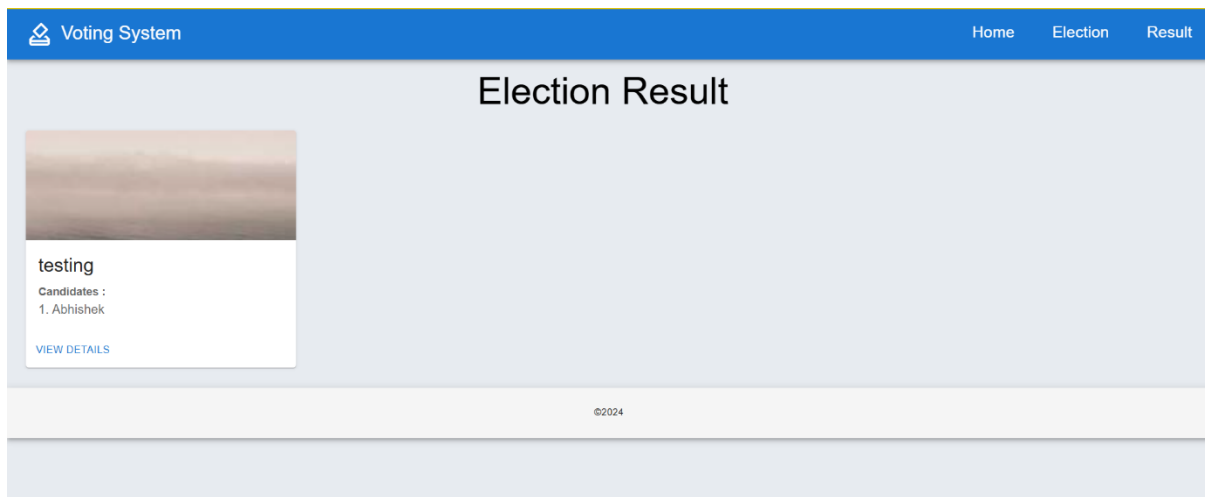 Voting System
Home Election Result
Election Result
testing
Candidates :
1. Abhishek
VIEW DETAILS
©2024